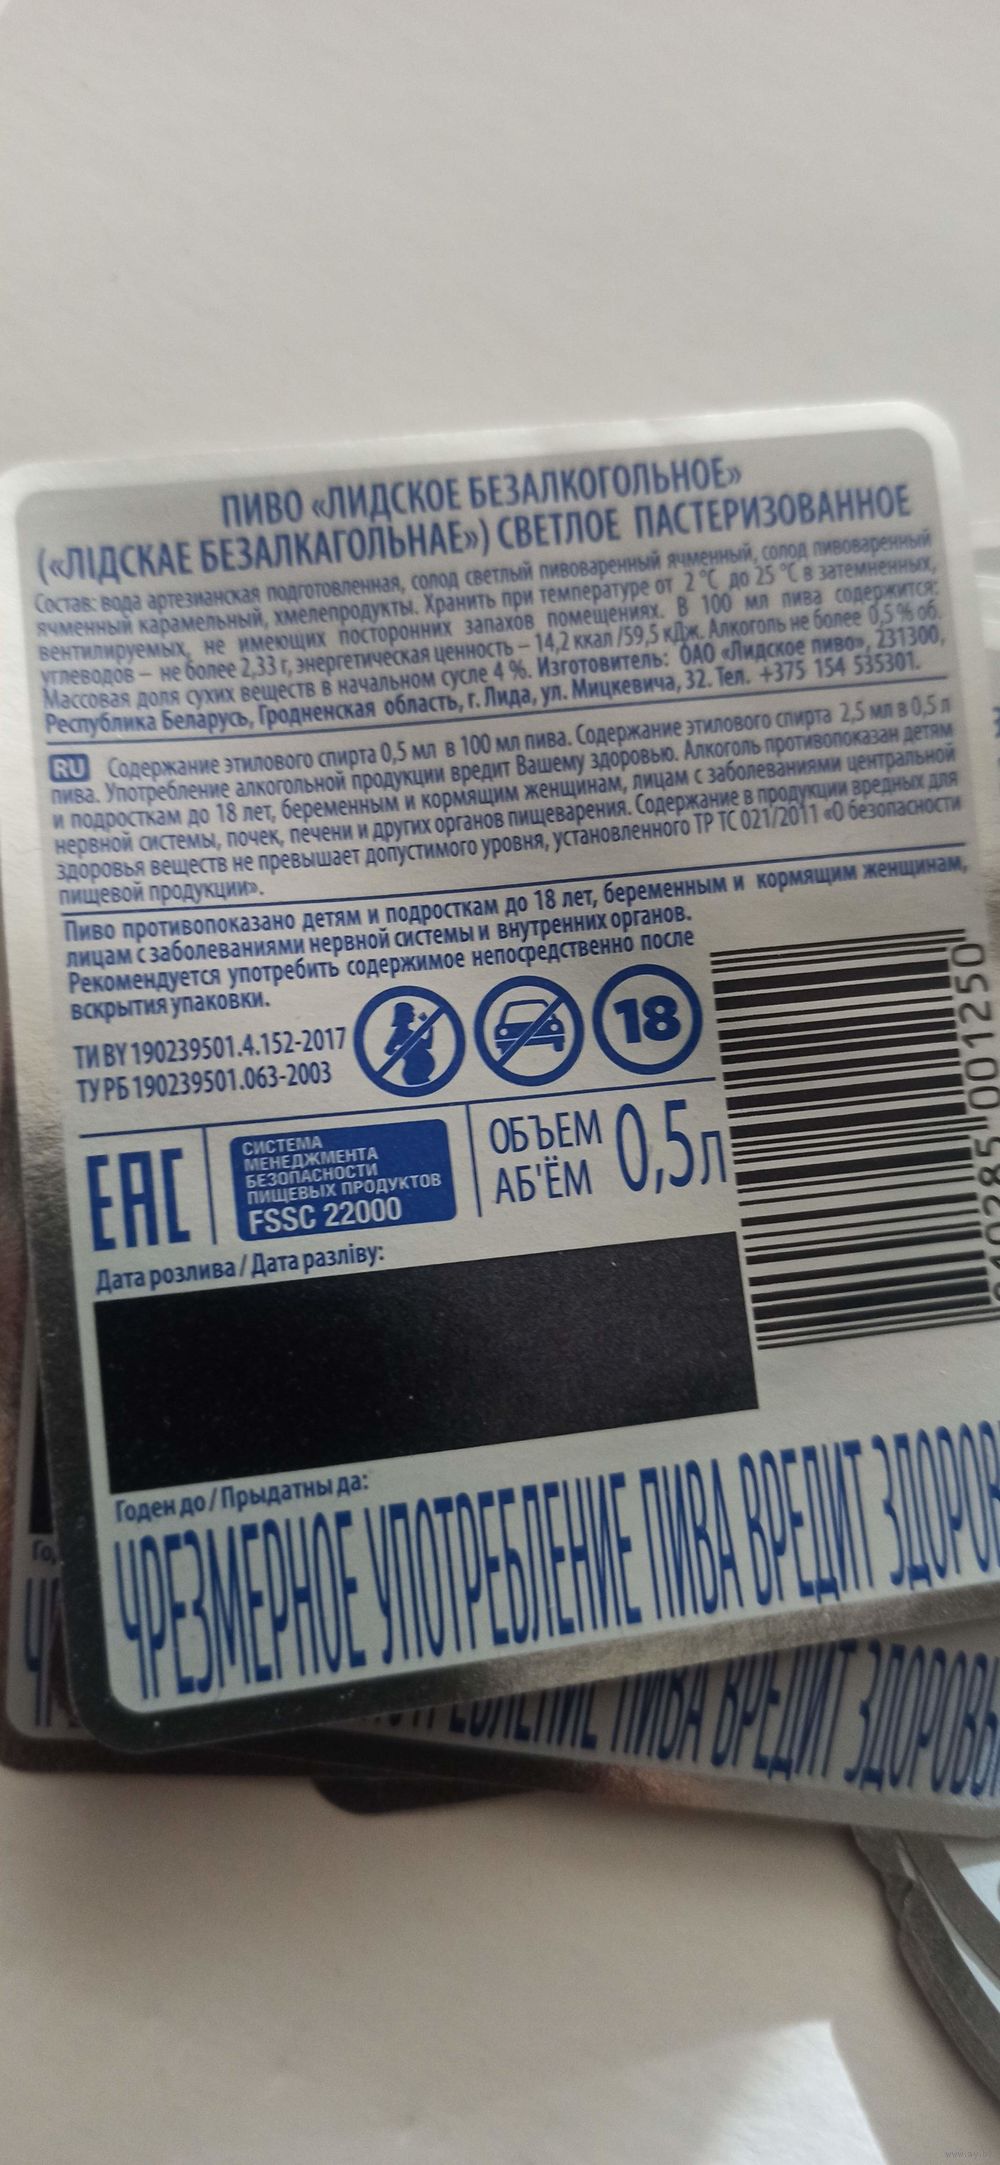 ПИВО «ЛИДСКОЕ БЕЗАЛКОГОЛЬНОЕ»
(«ЛІДСКАЕ БЕЗАЛКАГОЛЬНАЕ») СВЕТЛОЕ ПАСТЕРИЗОВАННОЕ
Состав: вода артезианская подготовленная, солод светлый пивоваренный ячменный, солод пивоваренный
ячменный карамельный, хмелепродукты. Хранить при температуре от 2 °C до 25 °C в затемненных,
вентилируемых, не имеющих посторонних запахов помещениях. В 100 мл пива содержится:
углеводов – не более 2,33 г, энергетическая ценность – 14,2 ккал /59,5 кДж. Алкоголь не более 0,5 % об.
Массовая доля сухих веществ в начальном сусле 4 %. Изготовитель: ОАО «Лидское пиво», 231300,
Республика Беларусь, Гродненская область, г. Лида, ул. Мицкевича, 32. Тел. +375 154 535301.
RU Содержание этилового спирта 0,5 мл в 100 мл пива. Содержание этилового спирта 2,5 мл в 0,5 л
пива. Употребление алкогольной продукции вредит Вашему здоровью. Алкоголь противопоказан детям
и подросткам до 18 лет, беременным и кормящим женщинам, лицам с заболеваниями центральной
нервной системы, почек, печени и других органов пищеварения. Содержание в продукции вредных для
здоровья веществ не превышает допустимого уровня, установленного ТР ТС 021/2011 «О безопасности
пищевой продукции».
Пиво противопоказано детям и подросткам до 18 лет, беременным и кормящим женщинам,
лицам с заболеваниями нервной системы и внутренних органов.
Рекомендуется употребить содержимое непосредственно после
вскрытия упаковки.
ТИ BY 190239501.4.152-2017
ТУ РБ 190239501.063-2003
18
EAC
СИСТЕМА
МЕНЕДЖМЕНТА
БЕЗОПАСНОСТИ
ПИЩЕВЫХ ПРОДУКТОВ
FSSC 22000
ОБЪЕМ
АБ'ЁМ
0,5л
001250
Дата розлива / Дата разліву:
Годен до / Прыдатны да:
ЧРЕЗМЕРНОЕ УПОТРЕБЛЕНИЕ ПИВА ВРЕДИТ ЗДОРОВ
Го
ПИВА ВРЕДИТ ЗДОРОВЬ